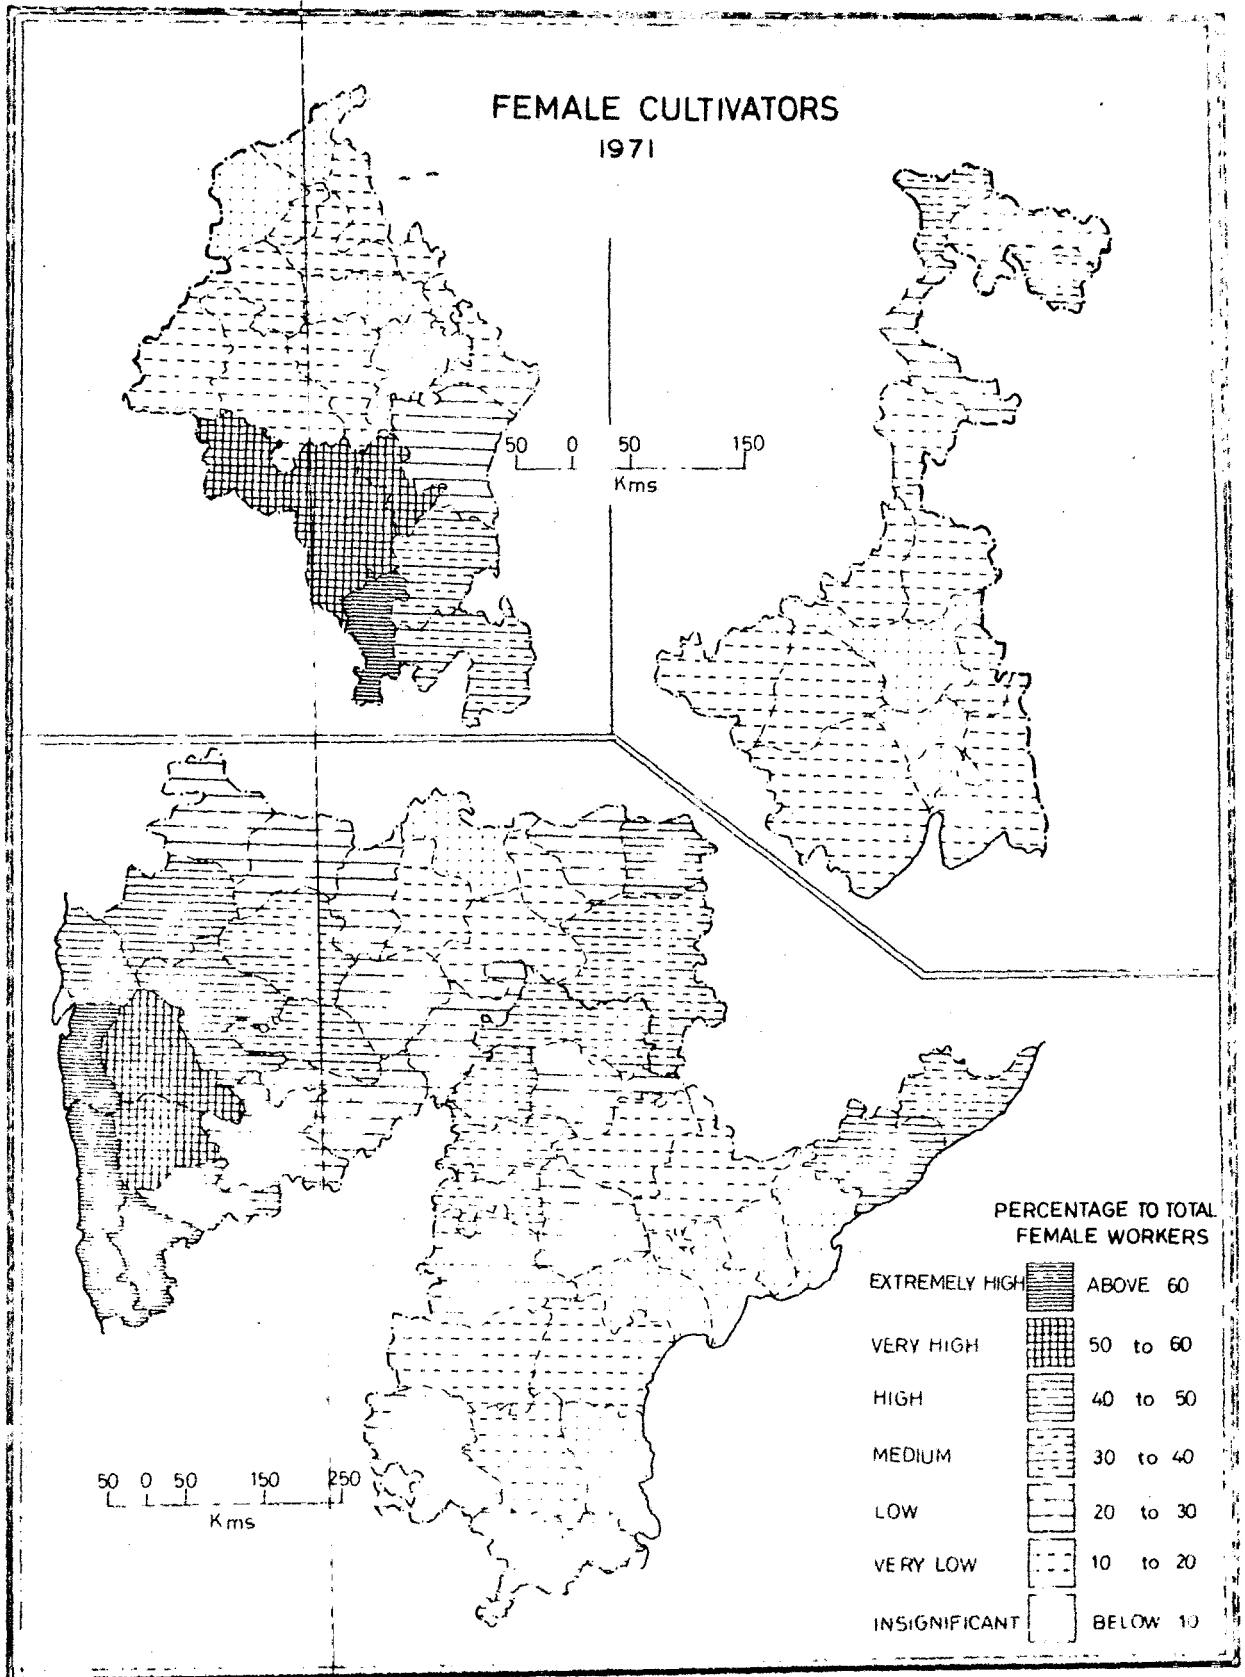 FEMALE CULTIVATORS
1971
50 0 50 150
Kms
PERCENTAGE TO TOTAL
FEMALE WORKERS
EXTREMELY HIGH ABOVE 60
VERY HIGH 50 to 60
HIGH 40 to 50
MEDIUM 30 to 40
LOW 20 to 30
VERY LOW 10 to 20
INSIGNIFICANT BELOW 10
50 0 50 150 250
Kms